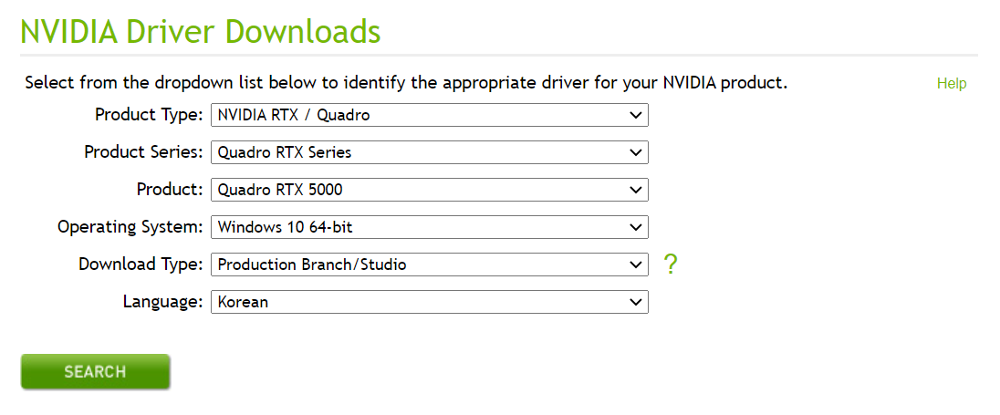 NVIDIA Driver Downloads
Select from the dropdown list below to identify the appropriate driver for your NVIDIA product.
Help
Product Type: NVIDIA RTX / Quadro
Product Series: Quadro RTX Series
Product: Quadro RTX 5000
Operating System: Windows 10 64-bit
Download Type: Production Branch/Studio ?
Language: Korean
SEARCH